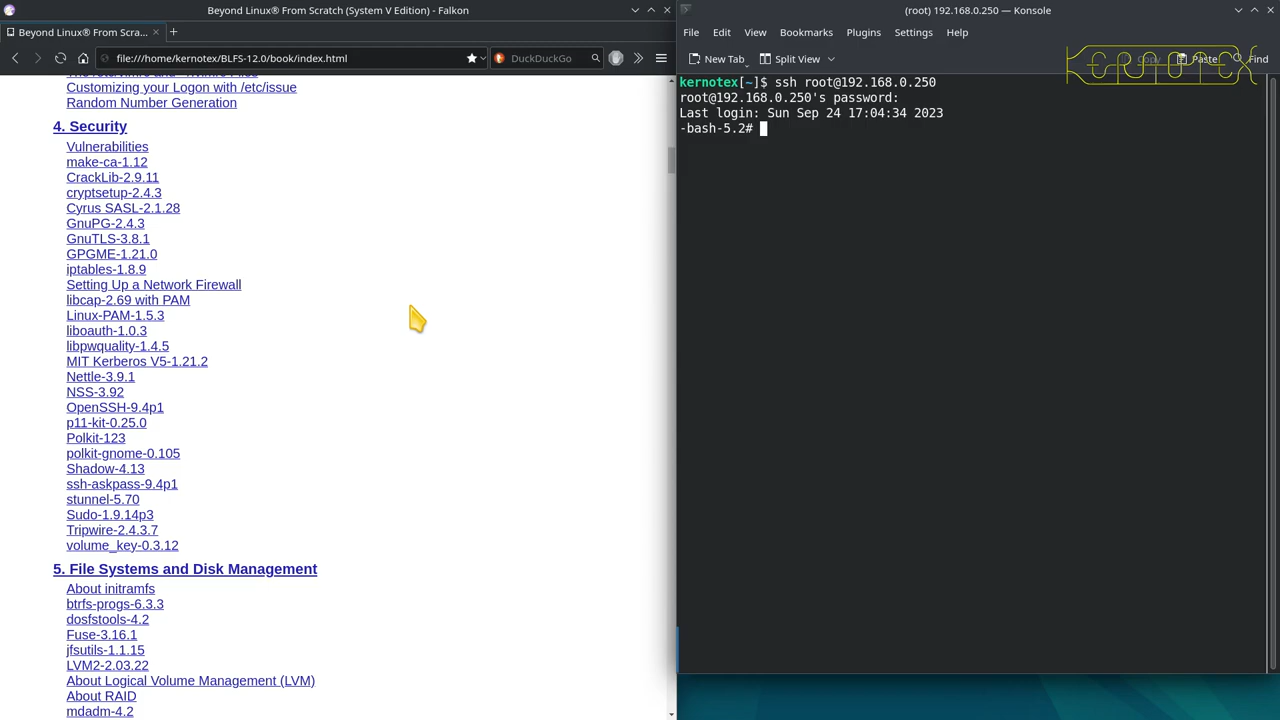 Beyond Linux® From Scratch (System V Edition) - Falkon
Beyond Linux® From Scra...
file:///home/kernotex/BLFS-12.0/book/index.html
DuckDuckGo
Customizing your Logon with /etc/issue
Random Number Generation
4. Security
Vulnerabilities
make-ca-1.12
CrackLib-2.9.11
cryptsetup-2.4.3
Cyrus SASL-2.1.28
GnuPG-2.4.3
GnuTLS-3.8.1
GPGME-1.21.0
iptables-1.8.9
Setting Up a Network Firewall
libcap-2.69 with PAM
Linux-PAM-1.5.3
liboauth-1.0.3
libpwquality-1.4.5
MIT Kerberos V5-1.21.2
Nettle-3.9.1
NSS-3.92
OpenSSH-9.4p1
p11-kit-0.25.0
Polkit-123
polkit-gnome-0.105
Shadow-4.13
ssh-askpass-9.4p1
stunnel-5.70
Sudo-1.9.14p3
Tripwire-2.4.3.7
volume_key-0.3.12
5. File Systems and Disk Management
About initramfs
btrfs-progs-6.3.3
dosfstools-4.2
Fuse-3.16.1
jfsutils-1.1.15
LVM2-2.03.22
About Logical Volume Management (LVM)
About RAID
mdadm-4.2
(root) 192.168.0.250 — Konsole
File Edit View Bookmarks Plugins Settings Help
New Tab Split View Copy Paste Find
KERNOTEX
kernotex[~]$ ssh root@192.168.0.250
root@192.168.0.250's password:
Last login: Sun Sep 24 17:04:34 2023
-bash-5.2#